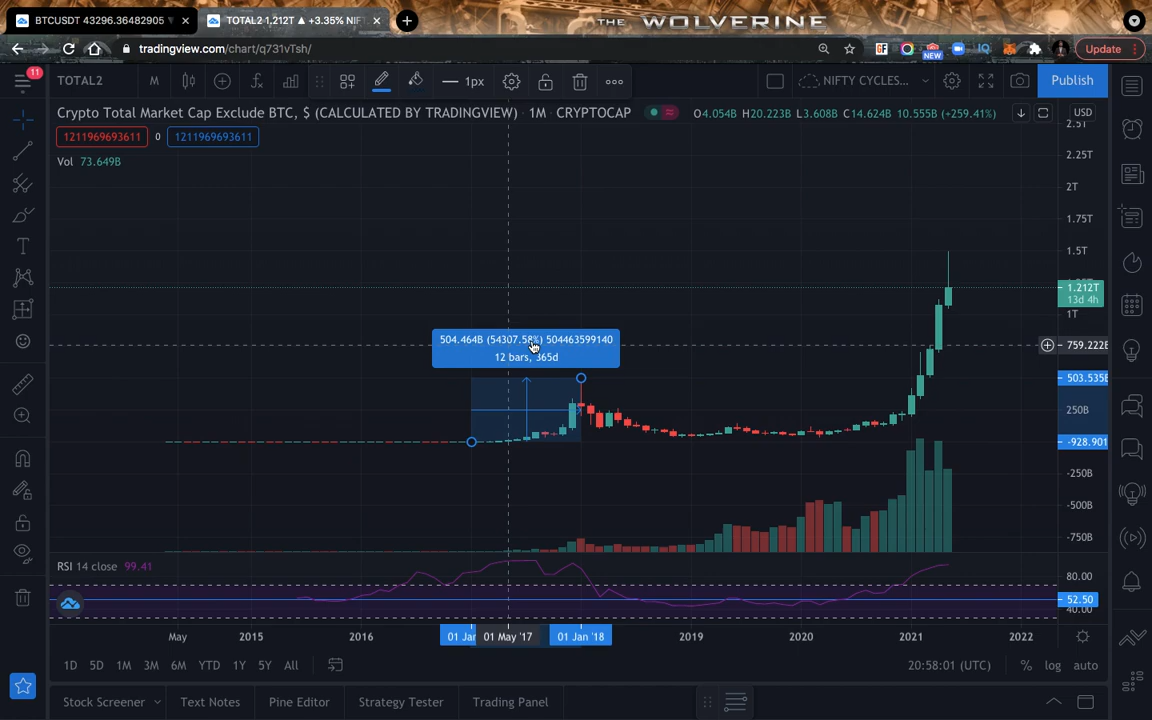 BTCUSDT 43296.36482905
TOTAL2 1.212T ▲ +3.35% NIF
THE WOLVERINE
tradingview.com/chart/q731vTsh/
NEW
Update
11
TOTAL2 M
1px
NIFTY CYCLES...
Publish
Crypto Total Market Cap Exclude BTC, $ (CALCULATED BY TRADINGVIEW) 1M CRYPTOCAP
O4.054B H20.223B L3.608B C14.624B 10.555B (+259.41%)
USD
1211969693611 0 1211969693611
Vol 73.649B
2.5T
2.25T
2T
1.75T
1.5T
1.212T
13d 4h
1T
759.222B
503.535B
250B
-928.901
-250B
-500B
-750B
504.464B (54307.58%) 504463599140
12 bars, 365d
RSI 14 close 99.41
80.00
52.50
40.00
May 2015 2016 01 Jan 01 May '17 01 Jan '18 2019 2020 2021 2022
1D 5D 1M 3M 6M YTD 1Y 5Y All
20:58:01 (UTC) % log auto
Stock Screener Text Notes Pine Editor Strategy Tester Trading Panel